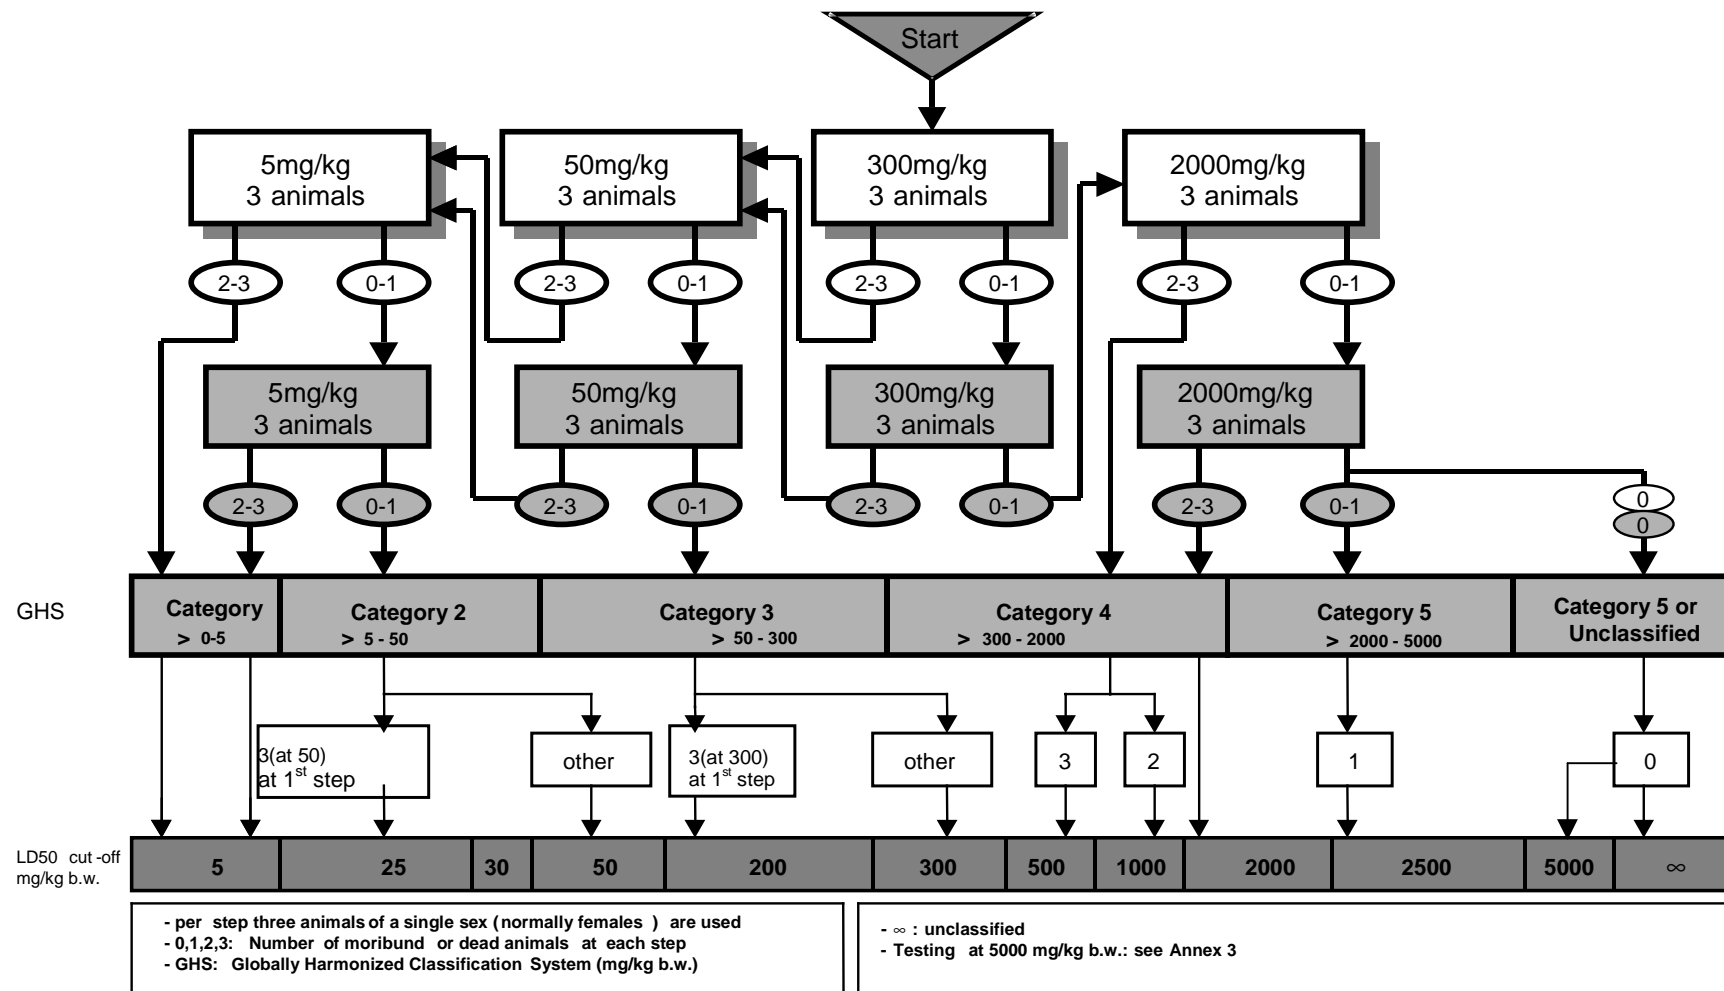 Start
5mg/kg
3 animals
50mg/kg
3 animals
300mg/kg
3 animals
2000mg/kg
3 animals
2-3
0-1
2-3
0-1
2-3
0-1
2-3
0-1
5mg/kg
3 animals
50mg/kg
3 animals
300mg/kg
3 animals
2000mg/kg
3 animals
2-3
0-1
2-3
0-1
2-3
0-1
2-3
0-1
0
0
GHS
Category
> 0-5
Category 2
> 5 - 50
Category 3
> 50 - 300
Category 4
> 300 - 2000
Category 5
> 2000 - 5000
Category 5 or
Unclassified
3(at 50)
at 1st step
other
3(at 300)
at 1st step
other
3
2
1
0
LD50 cut-off
mg/kg b.w.
5
25
30
50
200
300
500
1000
2000
2500
5000
∞
- per step three animals of a single sex (normally females ) are used
- 0,1,2,3: Number of moribund or dead animals at each step
- GHS: Globally Harmonized Classification System (mg/kg b.w.)
- ∞ : unclassified
- Testing at 5000 mg/kg b.w.: see Annex 3